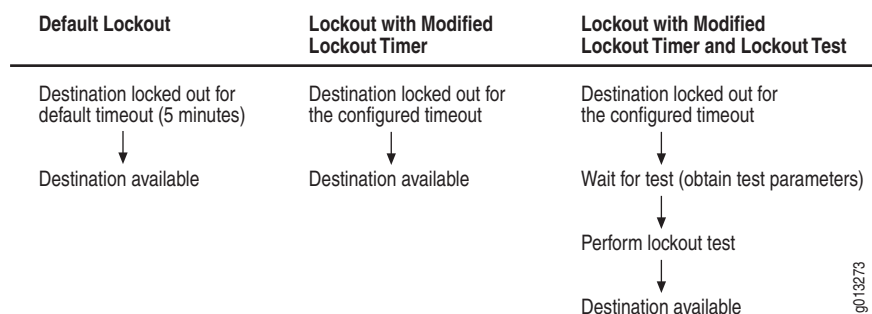 Default Lockout
Lockout with Modified
Lockout Timer
Lockout with Modified
Lockout Timer and Lockout Test
Destination locked out for
default timeout (5 minutes)
Destination available
Destination locked out for
the configured timeout
Destination available
Destination locked out for
the configured timeout
Wait for test (obtain test parameters)
Perform lockout test
Destination available
g013273